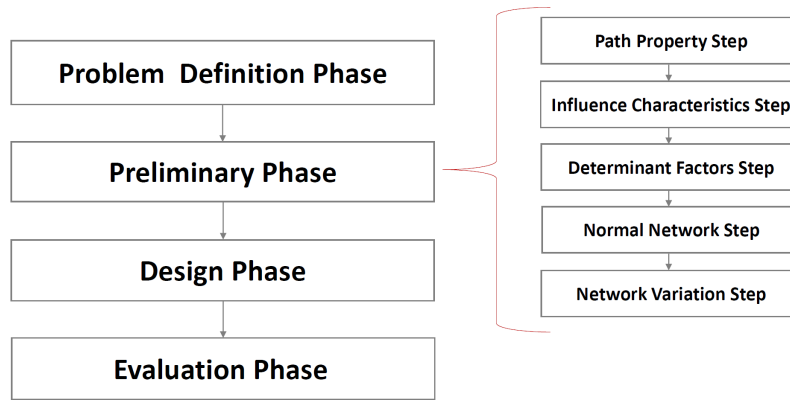 Problem Definition Phase
Preliminary Phase
Design Phase
Evaluation Phase
Path Property Step
Influence Characteristics Step
Determinant Factors Step
Normal Network Step
Network Variation Step